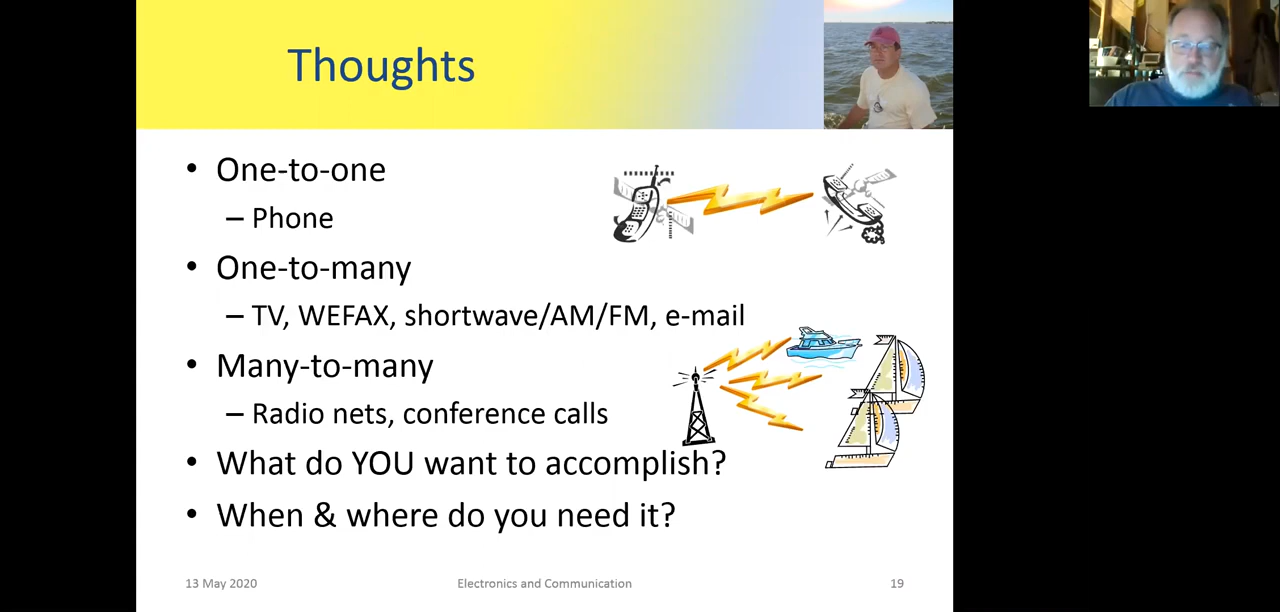 Thoughts
• One-to-one
– Phone
• One-to-many
– TV, WEFAX, shortwave/AM/FM, e-mail
• Many-to-many
– Radio nets, conference calls
• What do YOU want to accomplish?
• When & where do you need it?
13 May 2020
Electronics and Communication
19